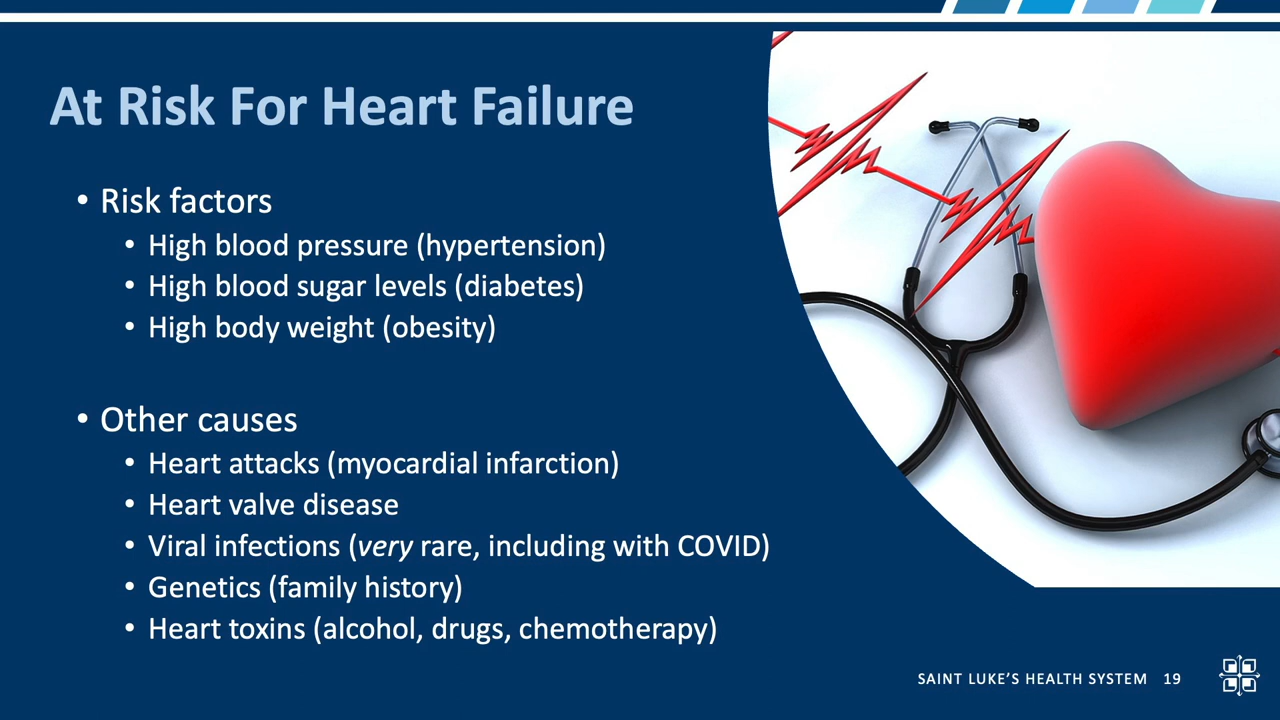 At Risk For Heart Failure
• Risk factors
• High blood pressure (hypertension)
• High blood sugar levels (diabetes)
• High body weight (obesity)
• Other causes
• Heart attacks (myocardial infarction)
• Heart valve disease
• Viral infections (very rare, including with COVID)
• Genetics (family history)
• Heart toxins (alcohol, drugs, chemotherapy)
SAINT LUKE’S HEALTH SYSTEM 19